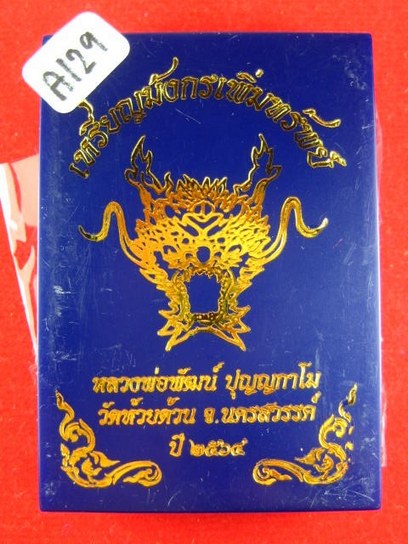 A129
เหรียญมังกรเพิ่มทรัพย์
หลวงพ่อพัฒน์ ปุญฺญกาโม
วัดห้วยด้วน จ.นครสวรรค์
ปี ๒๕๖๔